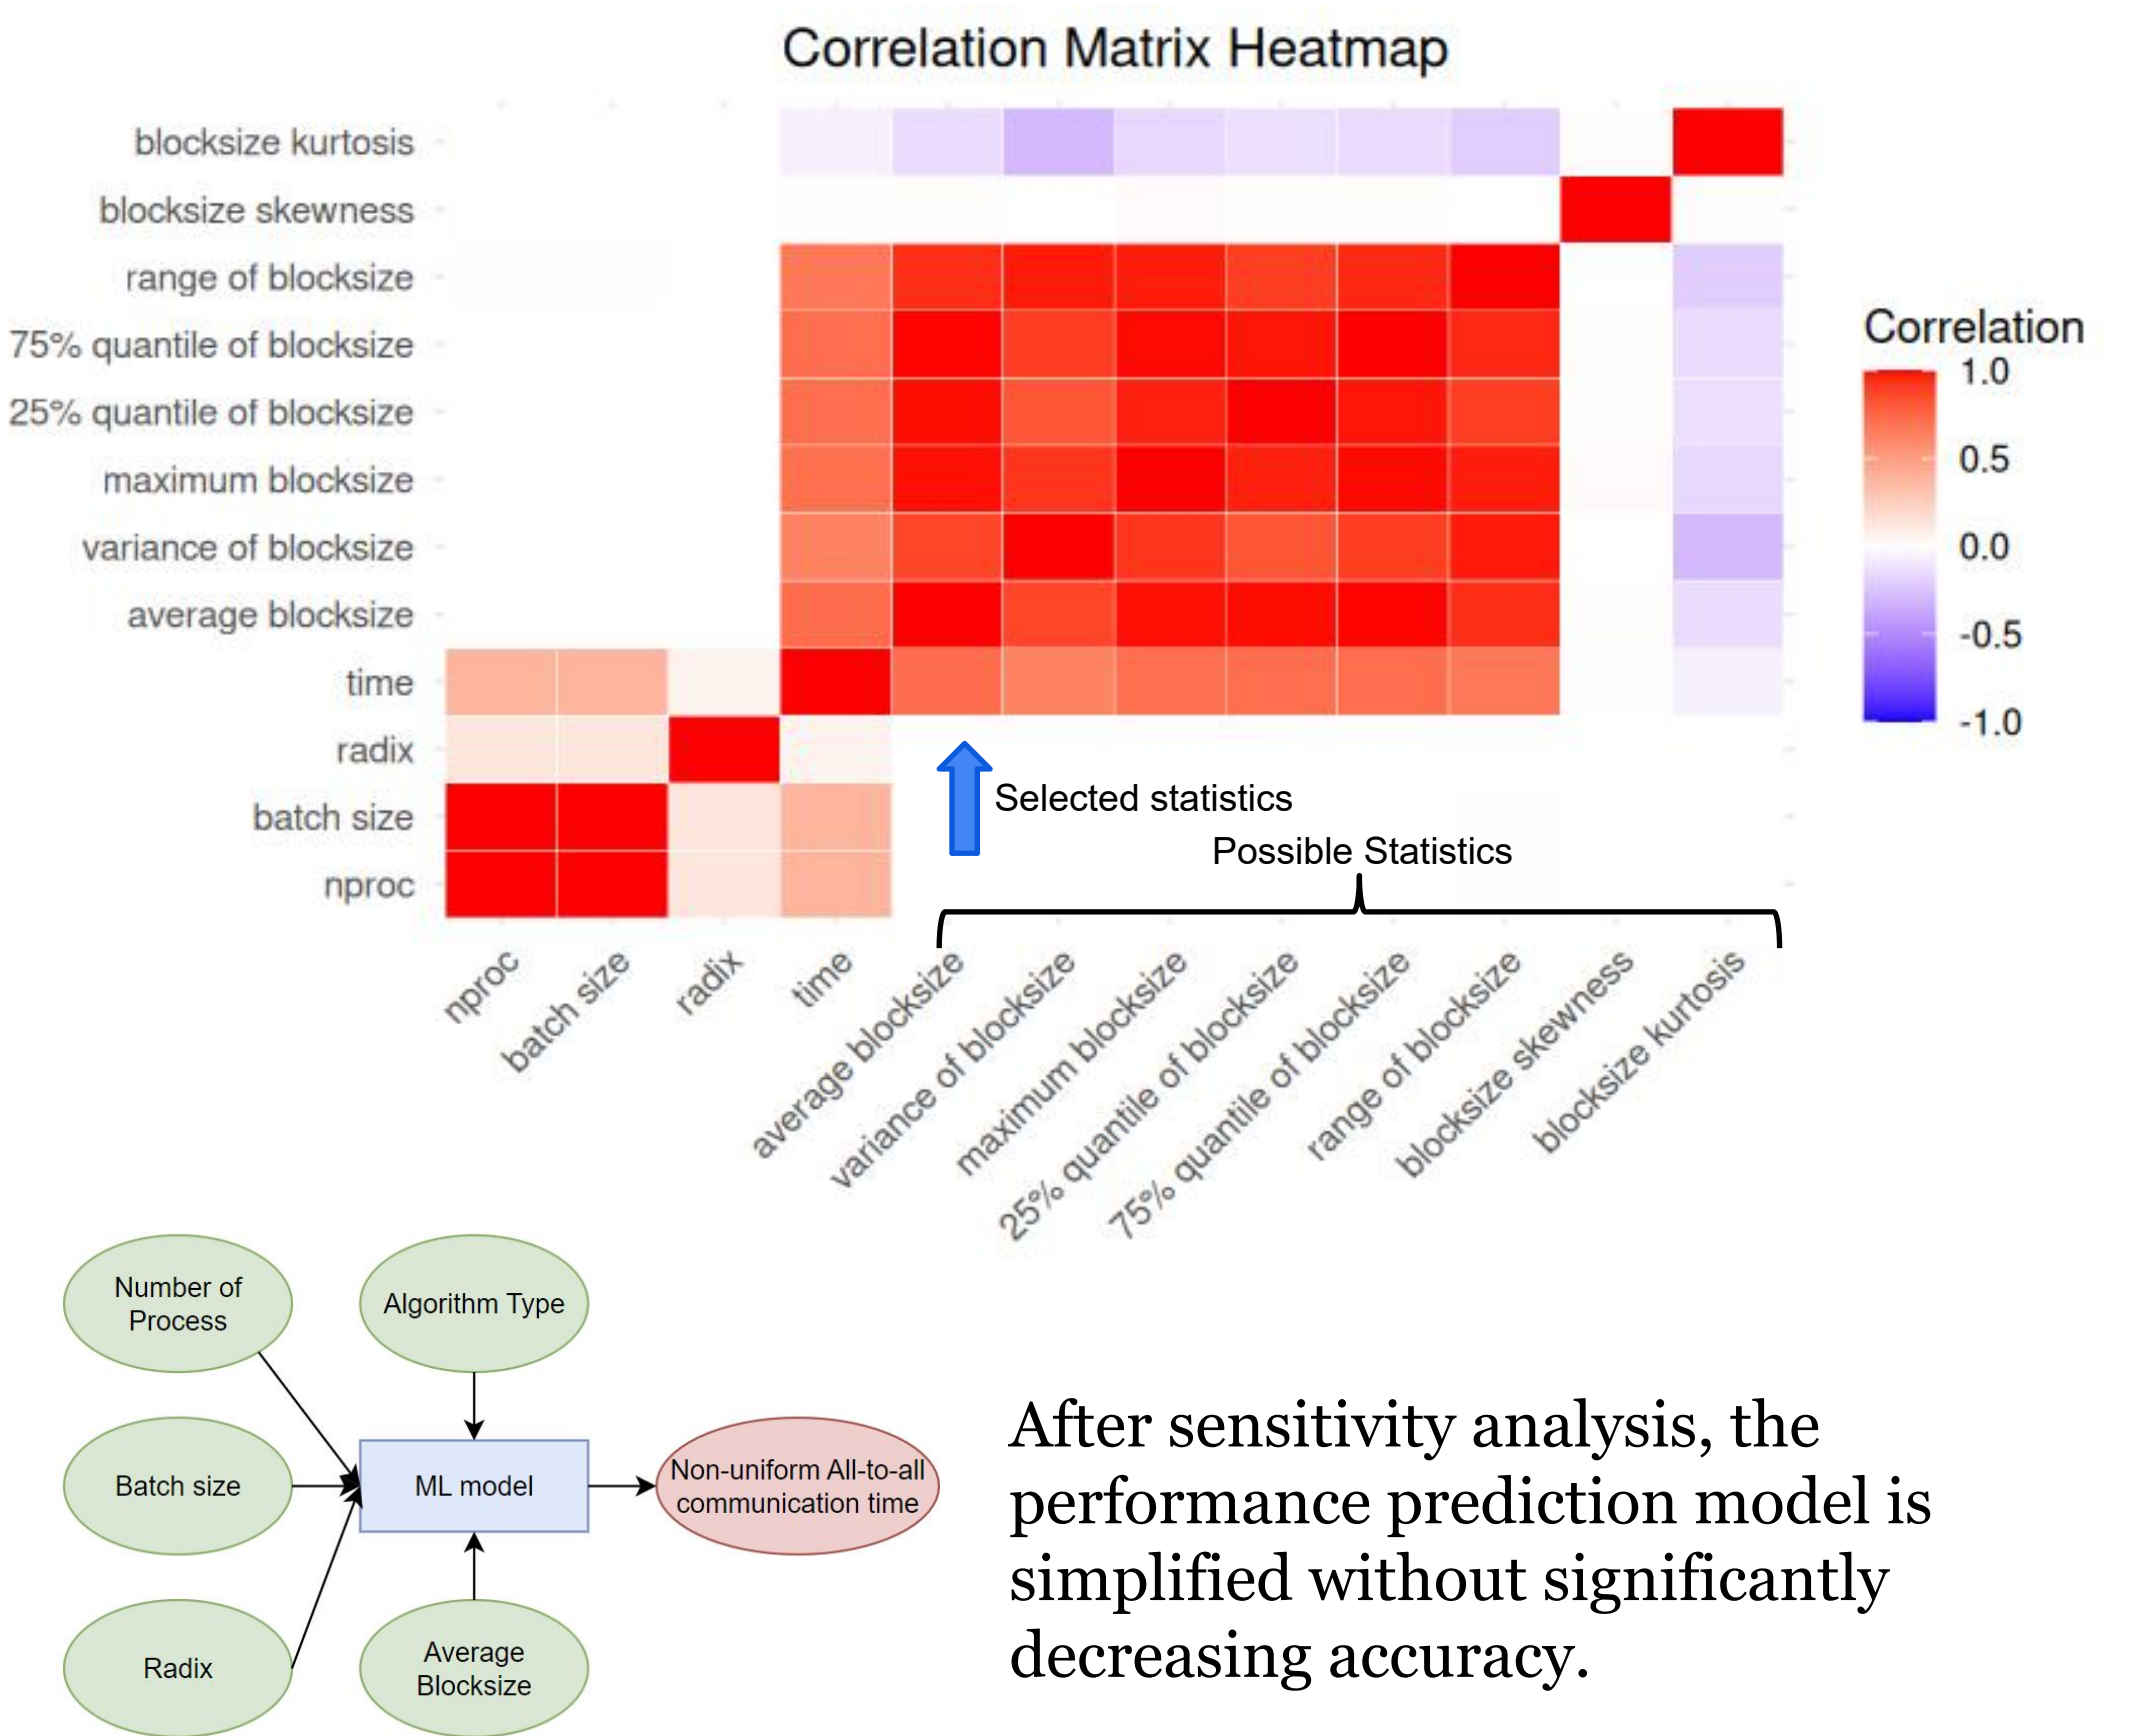 Correlation Matrix Heatmap
blocksize kurtosis
blocksize skewness
range of blocksize
75% quantile of blocksize
25% quantile of blocksize
maximum blocksize
variance of blocksize
average blocksize
time
radix
batch size
nproc
Correlation
1.0
0.5
0.0
-0.5
-1.0
Selected statistics
Possible Statistics
nproc
batch size
radix
time
average blocksize
variance of blocksize
maximum blocksize
25% quantile of blocksize
75% quantile of blocksize
range of blocksize
blocksize skewness
blocksize kurtosis
Number of
Process
Algorithm Type
Batch size
ML model
Non-uniform All-to-all
communication time
Radix
Average
Blocksize
After sensitivity analysis, the
performance prediction model is
simplified without significantly
decreasing accuracy.